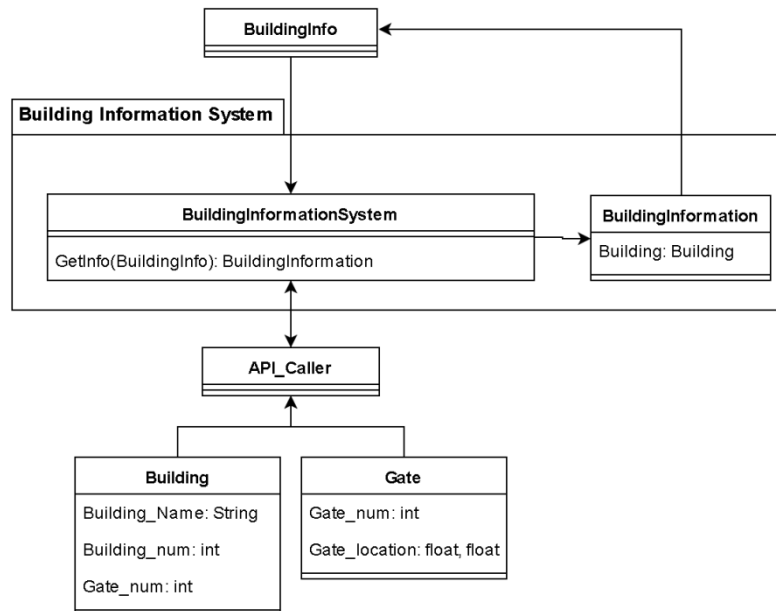 BuildingInfo
Building Information System
BuildingInformationSystem
GetInfo(BuildingInfo): BuildingInformation
BuildingInformation
Building: Building
API_Caller
Building
Building_Name: String
Building_num: int
Gate_num: int
Gate
Gate_num: int
Gate_location: float, float